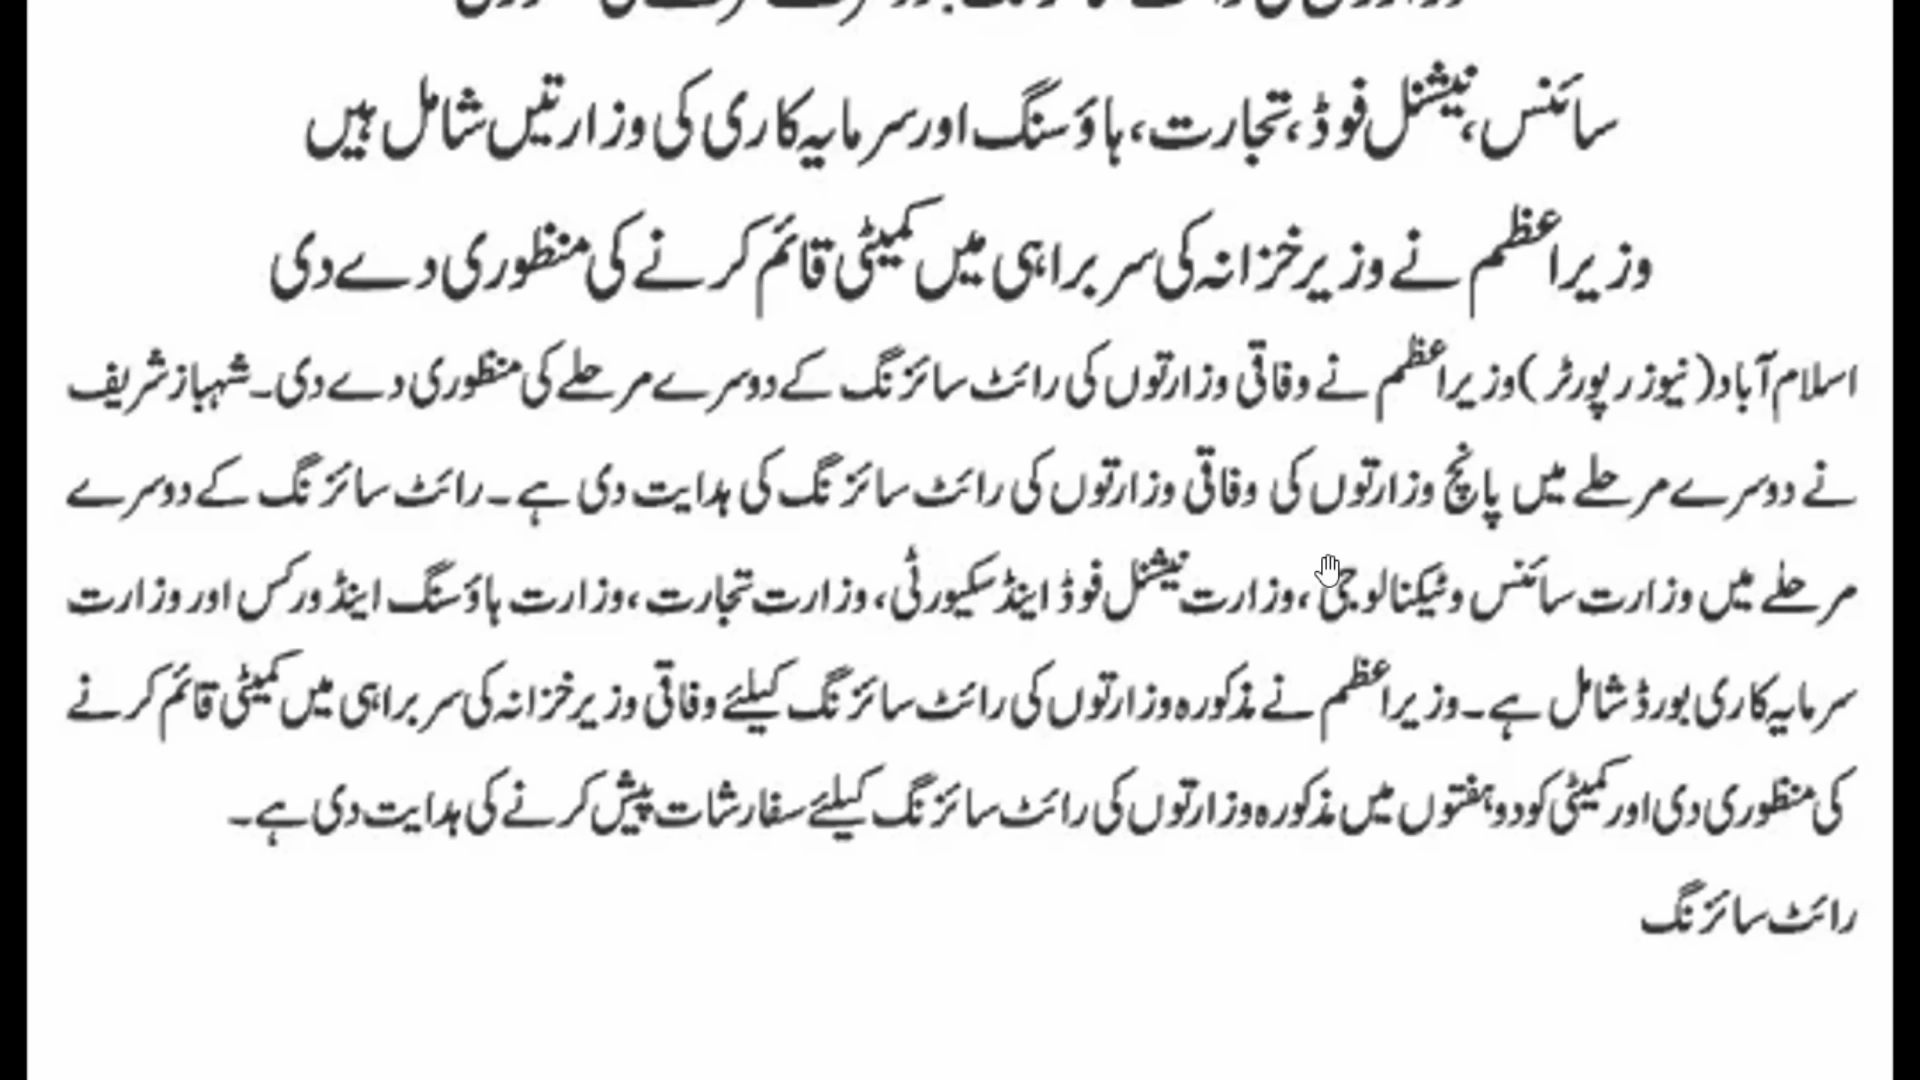 سائنس، نیشنل فوڈ، تجارت، ہاؤسنگ اور سرمایہ کاری کی وزارتیں شامل ہیں
وزیراعظم نے وزیر خزانہ کی سربراہی میں کمیٹی قائم کرنے کی منظوری دے دی
اسلام آباد (نیوز رپورٹر) وزیراعظم نے وفاقی وزارتوں کی رائٹ سائزنگ کے دوسرے مرحلے کی منظوری دے دی۔ شہباز شریف
نے دوسرے مرحلے میں پانچ وزارتوں کی وفاقی وزارتوں کی رائٹ سائزنگ کی ہدایت دی ہے۔ رائٹ سائزنگ کے دوسرے
مرحلے میں وزارت سائنس و ٹیکنالوجی، وزارت نیشنل فوڈ اینڈ سکیورٹی، وزارت تجارت، وزارت ہاؤسنگ اینڈ ورکس اور وزارت
سرمایہ کاری بورڈ شامل ہے۔ وزیراعظم نے مذکورہ وزارتوں کی رائٹ سائزنگ کیلئے وفاقی وزیر خزانہ کی سربراہی میں کمیٹی قائم کرنے
کی منظوری دی اور کمیٹی کو دو ہفتوں میں مذکورہ وزارتوں کی رائٹ سائزنگ کیلئے سفارشات پیش کرنے کی ہدایت دی ہے۔
رائٹ سائزنگ